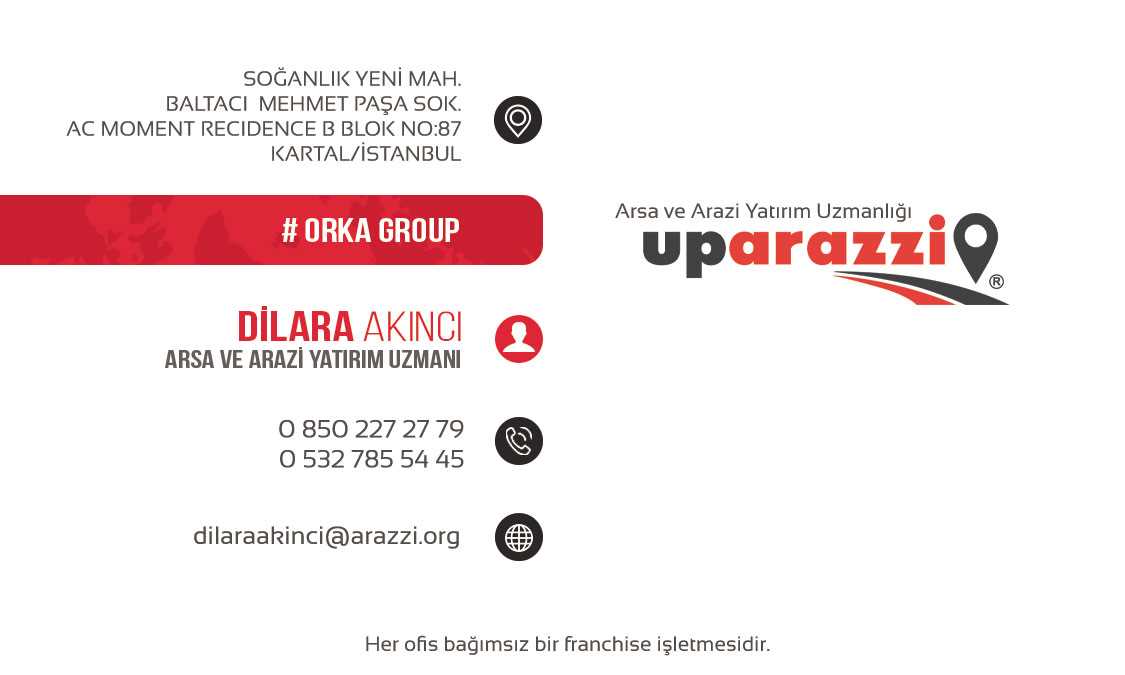 SOĞANLIK YENİ MAH.
BALTACI  MEHMET PAŞA SOK.
AC MOMENT RECIDENCE B BLOK NO:87
KARTAL/İSTANBUL
# ORKA GROUP
DİLARA AKINCI
ARSA VE ARAZİ YATIRIM UZMANI
0 850 227 27 79
0 532 785 54 45
dilaraakinci@arazzi.org
Arsa ve Arazi Yatırım Uzmanlığı
uparazzi
®
Her ofis bağımsız bir franchise işletmesidir.